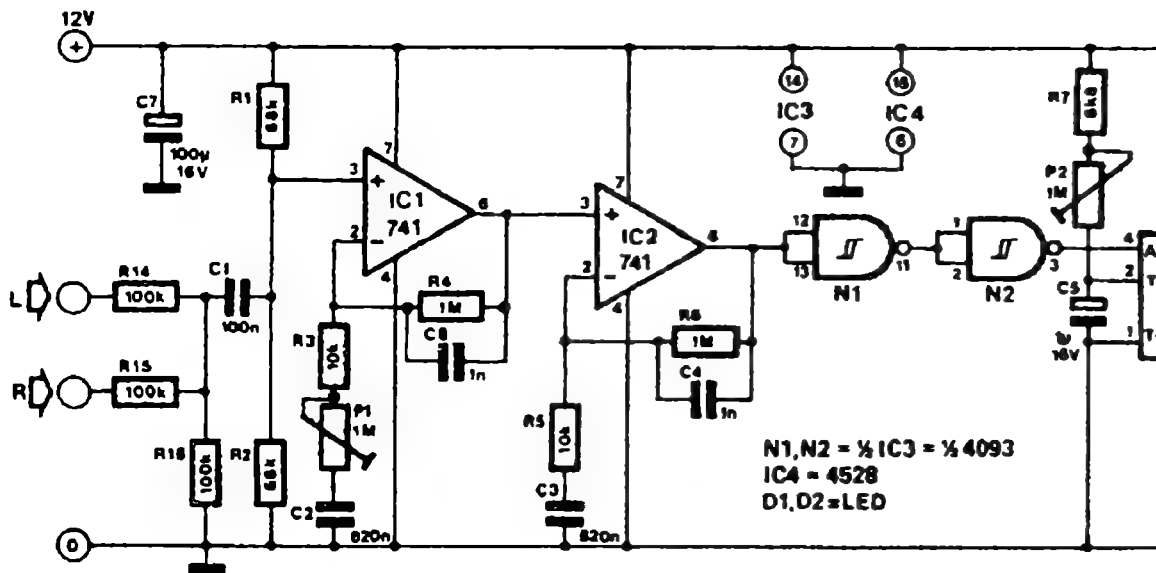 12V
+
C7
100µ
16V
R1
68k
7
3
+
IC1
741
6
2
−
4
14
IC3
7
16
IC4
R7
6k8
P2
1M
7
3
+
IC2
741
6
2
−
4
12
13
N1
11
1
2
N2
3
4
A
2
T
1
T
C5
1µ
16V
L
R14
100k
C1
100n
R
R15
100k
R16
100k
R2
68k
R3
10k
P1
1M
C2
820n
R4
1M
1n
R5
10k
C3
820n
R6
1M
C4
1n
N1,N2 = ½ IC3 = ½ 4093
IC4 = 4528
D1,D2=LED
0